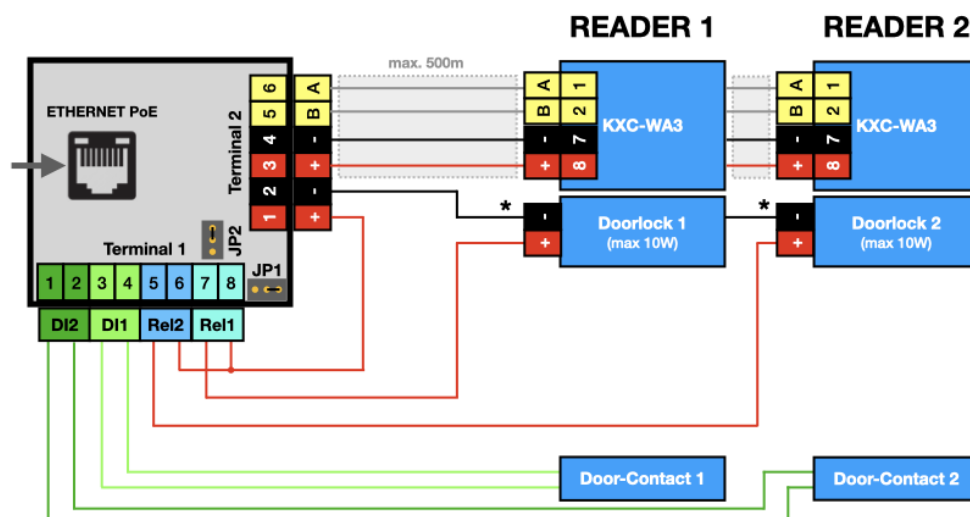 READER 1
READER 2
max. 500m
ETHERNET PoE
Terminal 2
6
5
4
3
2
1
A
B
-
+
-
+
A
B
-
+
1
2
7
8
KXC-WA3
A
B
-
+
1
2
7
8
KXC-WA3
*
-
+
Doorlock 1
(max 10W)
*
-
+
Doorlock 2
(max 10W)
JP2
Terminal 1
JP1
1 2 3 4 5 6 7 8
DI2 DI1 Rel2 Rel1
Door-Contact 1
Door-Contact 2